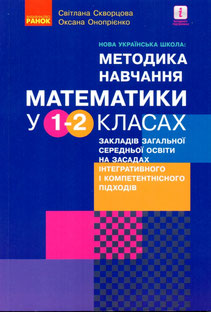 РАНОК
Світлана Скворцова
Оксана Онопрієнко
НОВА УКРАЇНСЬКА ШКОЛА:
МЕТОДИКА
НАВЧАННЯ
МАТЕМАТИКИ
У 1-2 КЛАСАХ
ЗАКЛАДІВ ЗАГАЛЬНОЇ
СЕРЕДНЬОЇ ОСВІТИ
НА ЗАСАДАХ
ІНТЕГРАТИВНОГО
І КОМПЕТЕНТНІСНОГО
ПІДХОДІВ